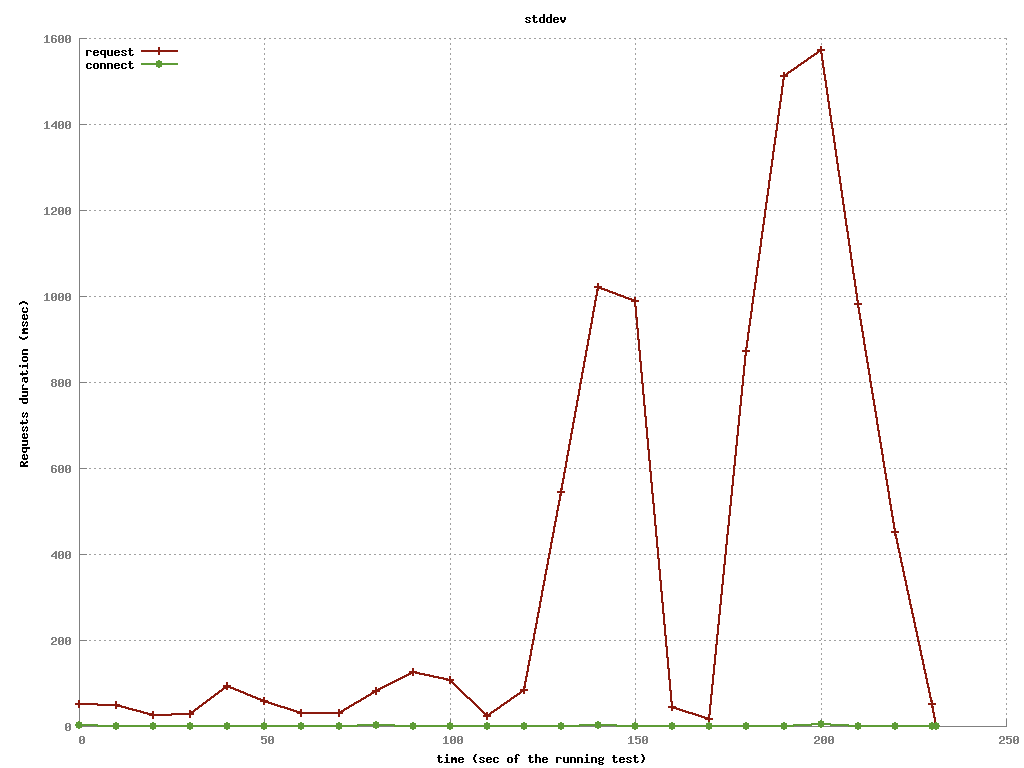 stddev
1600
1400
1200
1000
800
600
400
200
0
request
connect
Requests duration (msec)
0 50 100 150 200 250
time (sec of the running test)